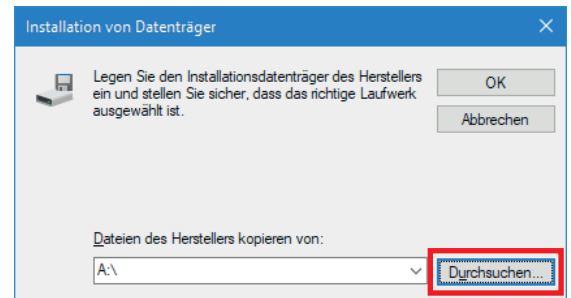 Installation von Datenträger
Legen Sie den Installationsdatenträger des Herstellers
ein und stellen Sie sicher, dass das richtige Laufwerk
ausgewählt ist.
OK
Abbrechen
Dateien des Herstellers kopieren von:
A:\
Durchsuchen...